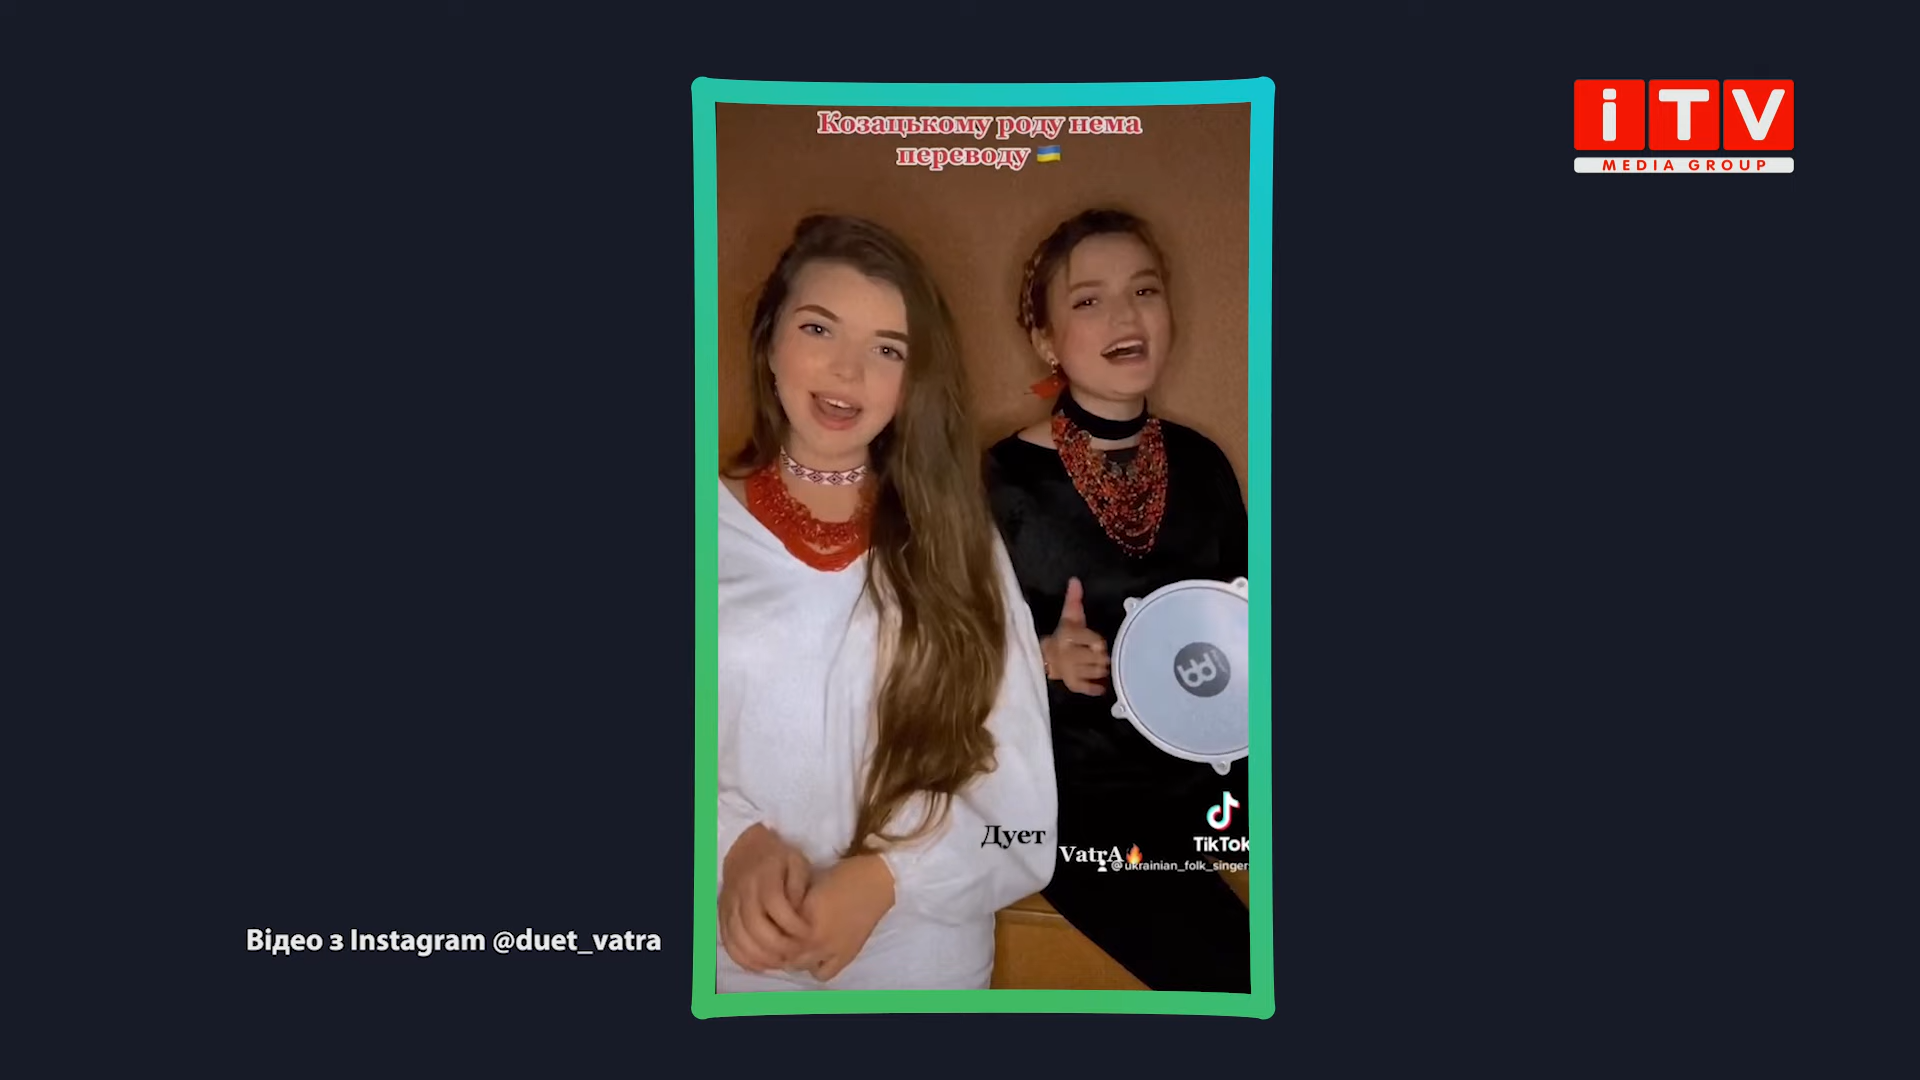 iTV
MEDIA GROUP
Козацькому роду нема
переводу 🇺🇦
Дует
VatrA🔥
TikTok
@ukrainian_folk_singer
Відео з Instagram @duet_vatra